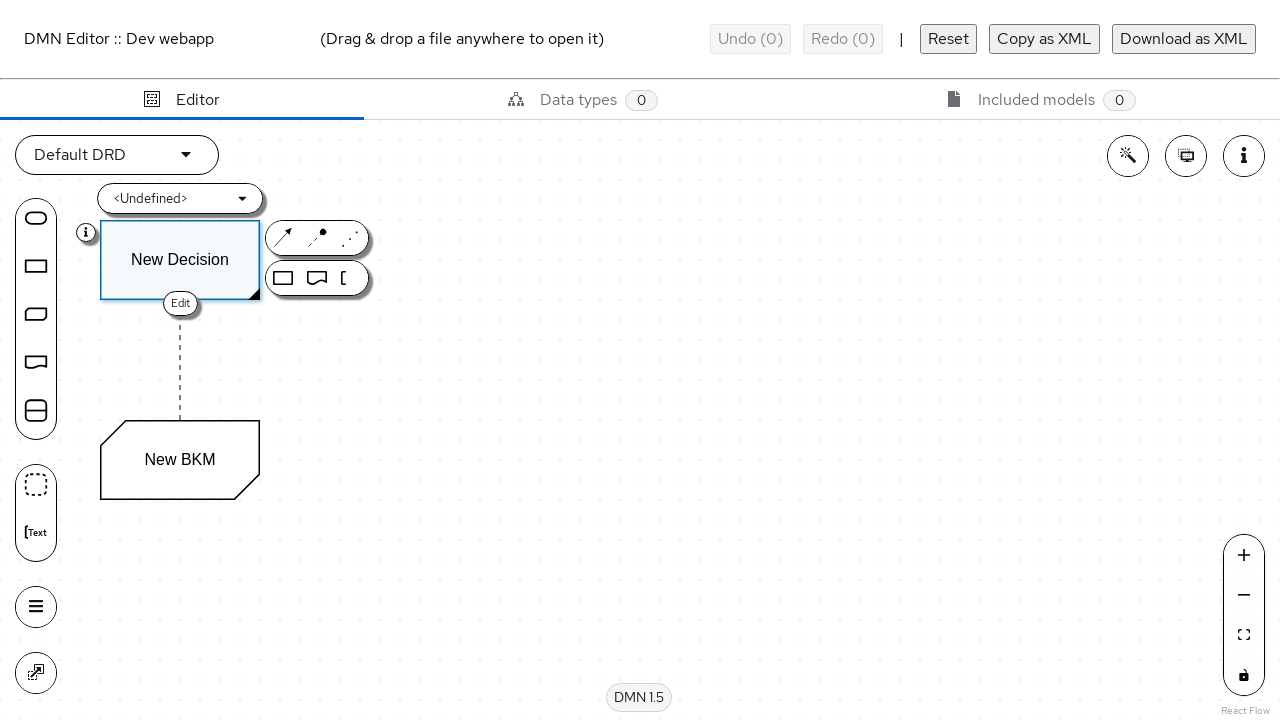 DMN Editor :: Dev webapp
(Drag & drop a file anywhere to open it)
Undo (0)
Redo (0)
|
Reset
Copy as XML
Download as XML
Editor
Data types
0
Included models
0
Default DRD
<Undefined>
New Decision
Edit
New BKM
Text
DMN 1.5
React Flow